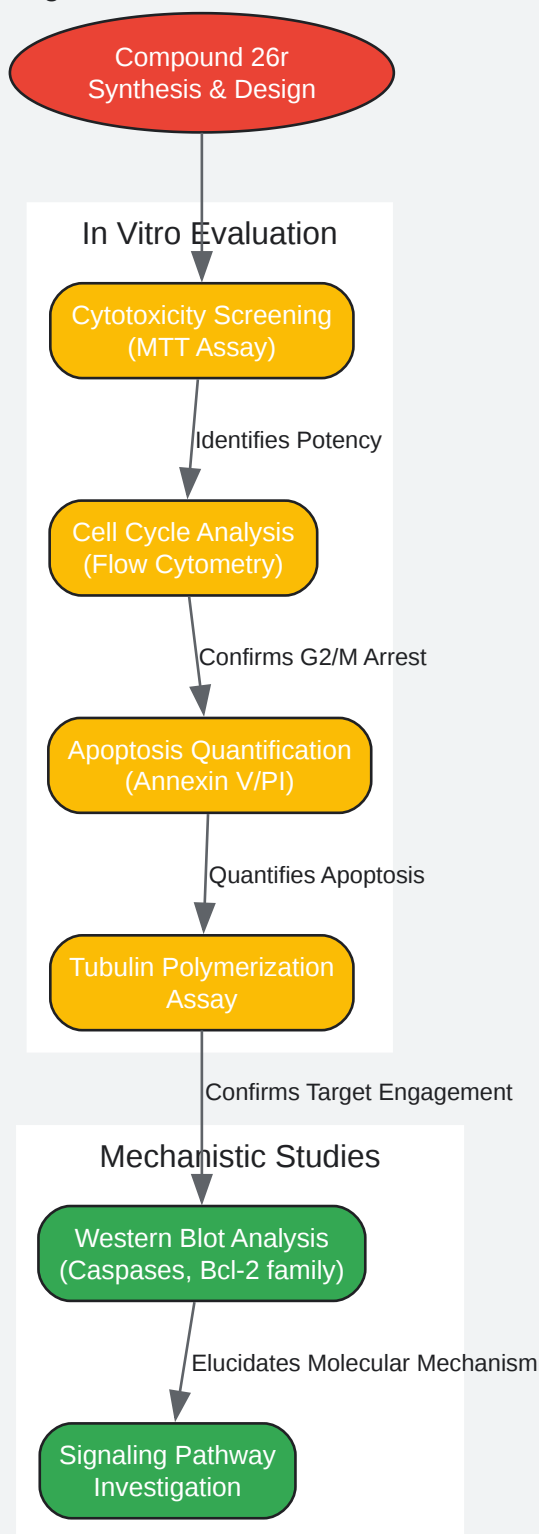 Compound 26r
Synthesis & Design
In Vitro Evaluation
Cytotoxicity Screening
(MTT Assay)
Identifies Potency
Cell Cycle Analysis
(Flow Cytometry)
Confirms G2/M Arrest
Apoptosis Quantification
(Annexin V/PI)
Quantifies Apoptosis
Tubulin Polymerization
Assay
Confirms Target Engagement
Mechanistic Studies
Western Blot Analysis
(Caspases, Bcl-2 family)
Elucidates Molecular Mechanism
Signaling Pathway
Investigation